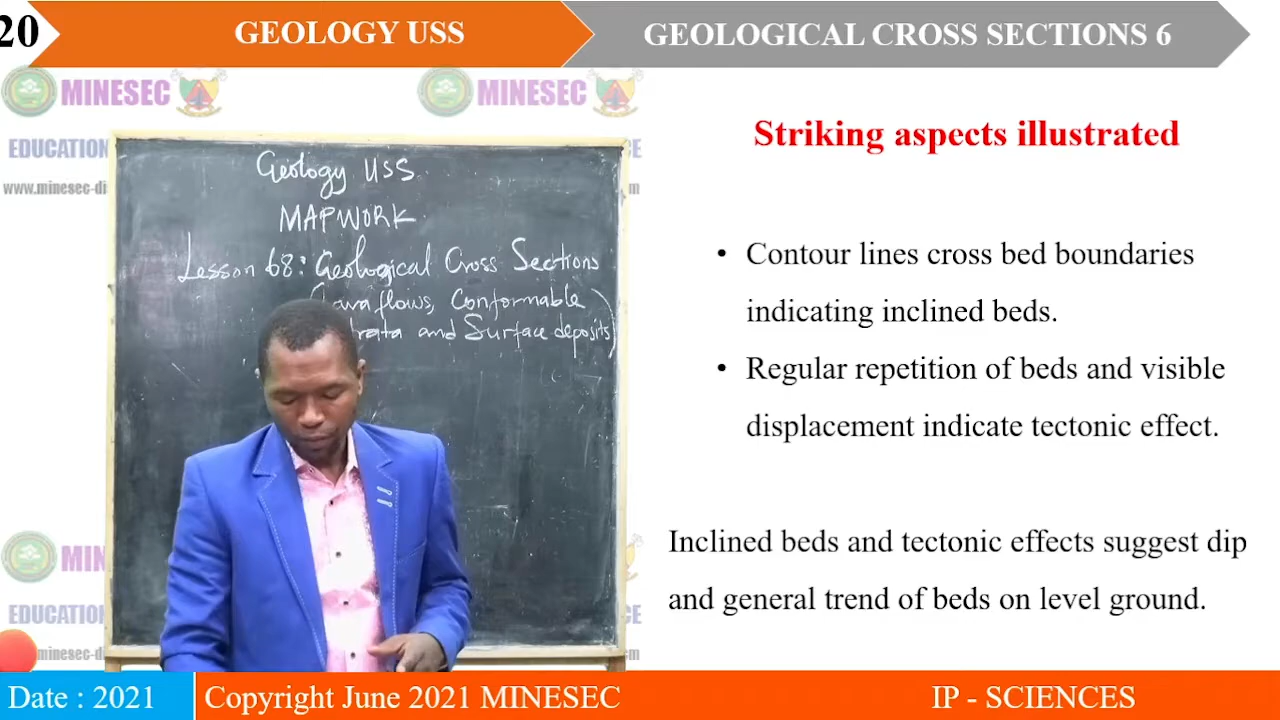 20
GEOLOGY USS
GEOLOGICAL CROSS SECTIONS 6
MINESEC
MINESEC
EDUCATION
CE
www.minesec-di
m
Geology USS
MAPWORK
Lesson 68: Geological Cross Sections
flows, Conformable
and Surface deposits)
MIN
EDUCATION
CE
minesec-d
m
Striking aspects illustrated
• Contour lines cross bed boundaries
indicating inclined beds.
• Regular repetition of beds and visible
displacement indicate tectonic effect.
Inclined beds and tectonic effects suggest dip
and general trend of beds on level ground.
Date : 2021
Copyright June 2021 MINESEC
IP - SCIENCES